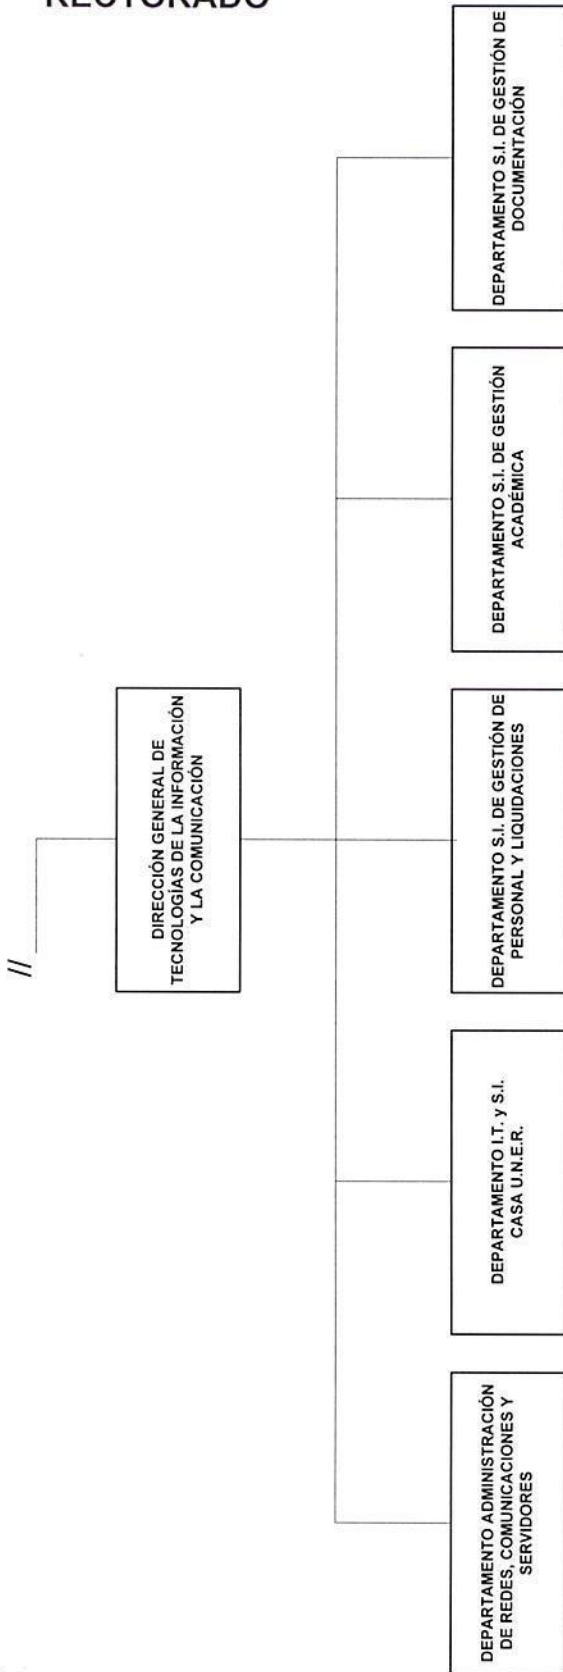 RECTORADO
//
DIRECCIÓN GENERAL DE
TECNOLOGÍAS DE LA INFORMACIÓN
Y LA COMUNICACIÓN
DEPARTAMENTO ADMINISTRACIÓN
DE REDES, COMUNICACIONES Y
SERVIDORES
DEPARTAMENTO I.T. y S.I.
CASA U.N.E.R.
DEPARTAMENTO S.I. DE GESTIÓN DE
PERSONAL Y LIQUIDACIONES
DEPARTAMENTO S.I. DE GESTIÓN
ACADÉMICA
DEPARTAMENTO S.I. DE GESTIÓN DE
DOCUMENTACIÓN